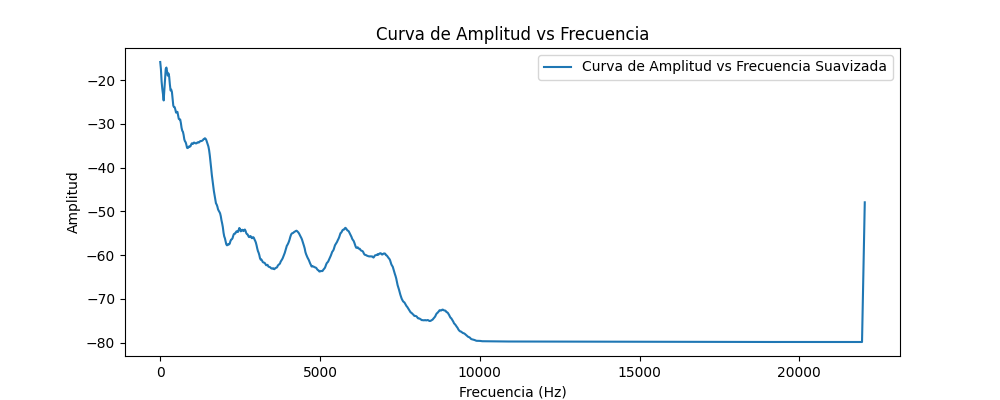 Curva de Amplitud vs Frecuencia
Curva de Amplitud vs Frecuencia Suavizada
Amplitud
−20
−30
−40
−50
−60
−70
−80
0 5000 10000 15000 20000
Frecuencia (Hz)